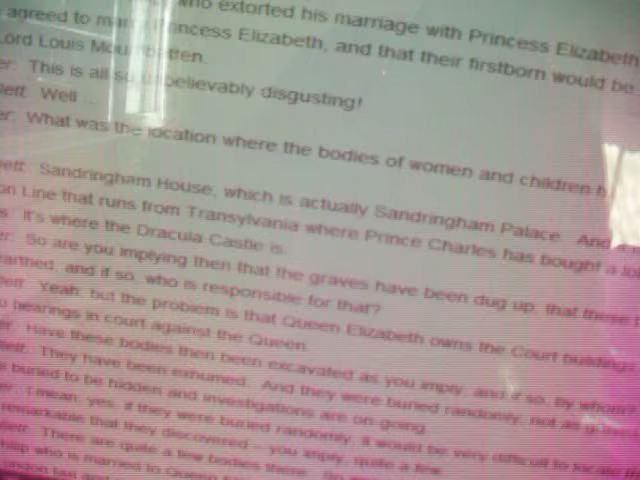 who extorted his marriage with Princess Elizabeth
agreed to mar Princess Elizabeth, and that their firstborn would be
Lord Louis Mountbatten.
er: This is all so unbelievably disgusting!
lett: Well ...
er: What was the location where the bodies of women and children h
lett: Sandringham House, which is actually Sandringham Palace. And
on Line that runs from Transylvania where Prince Charles has bought a lo
s. It's where the Dracula Castle is.
er: So are you implying then that the graves have been dug up, that these
earthed, and if so, who is responsible for that?
lett: Yeah, but the problem is that Queen Elizabeth owns the Court buildings
hearings in court against the Queen.
er: Have these bodies then been excavated as you imply, and if so, by whom?
lett: They have been exhumed. And they were buried randomly, not as graves
buried to be hidden and investigations are on-going.
er: I mean, yes, if they were buried randomly, it would be very difficult to locate
remarkable that they discovered – you imply, quite a few
lett: There are quite a few bodies there. So
who is married to Queen